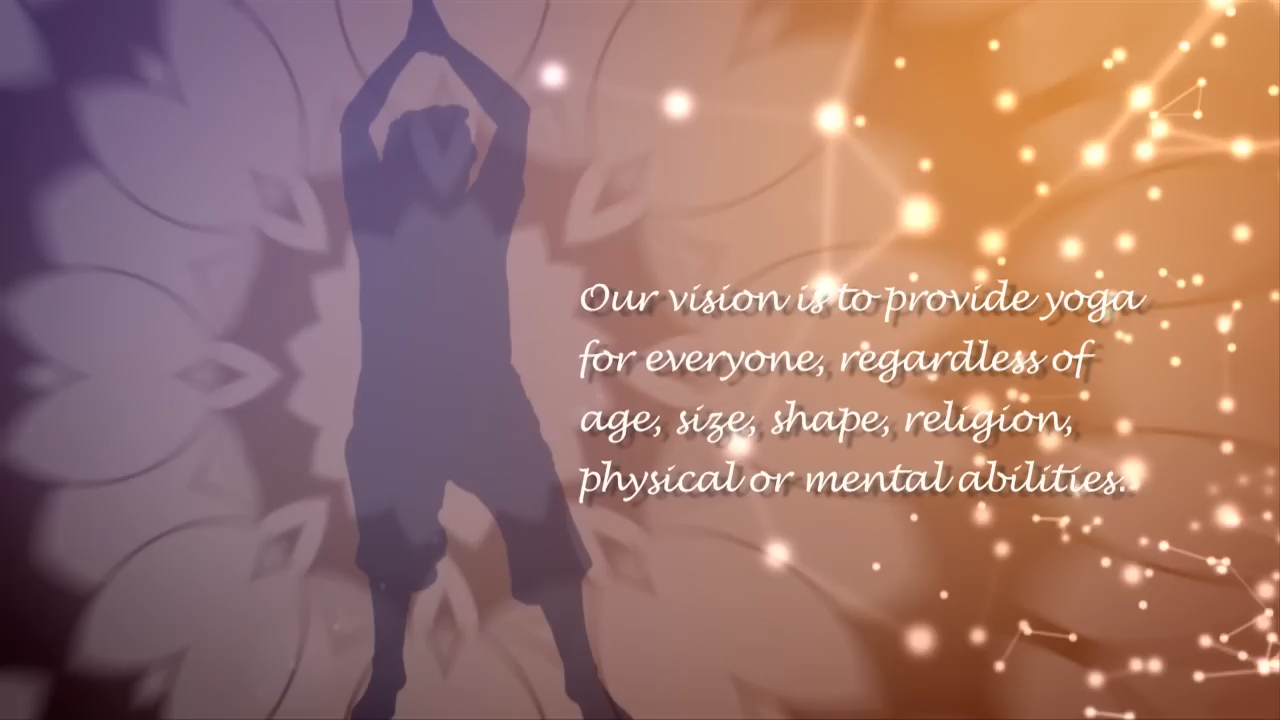 Our vision is to provide yoga
for everyone, regardless of
age, size, shape, religion,
physical or mental abilities.